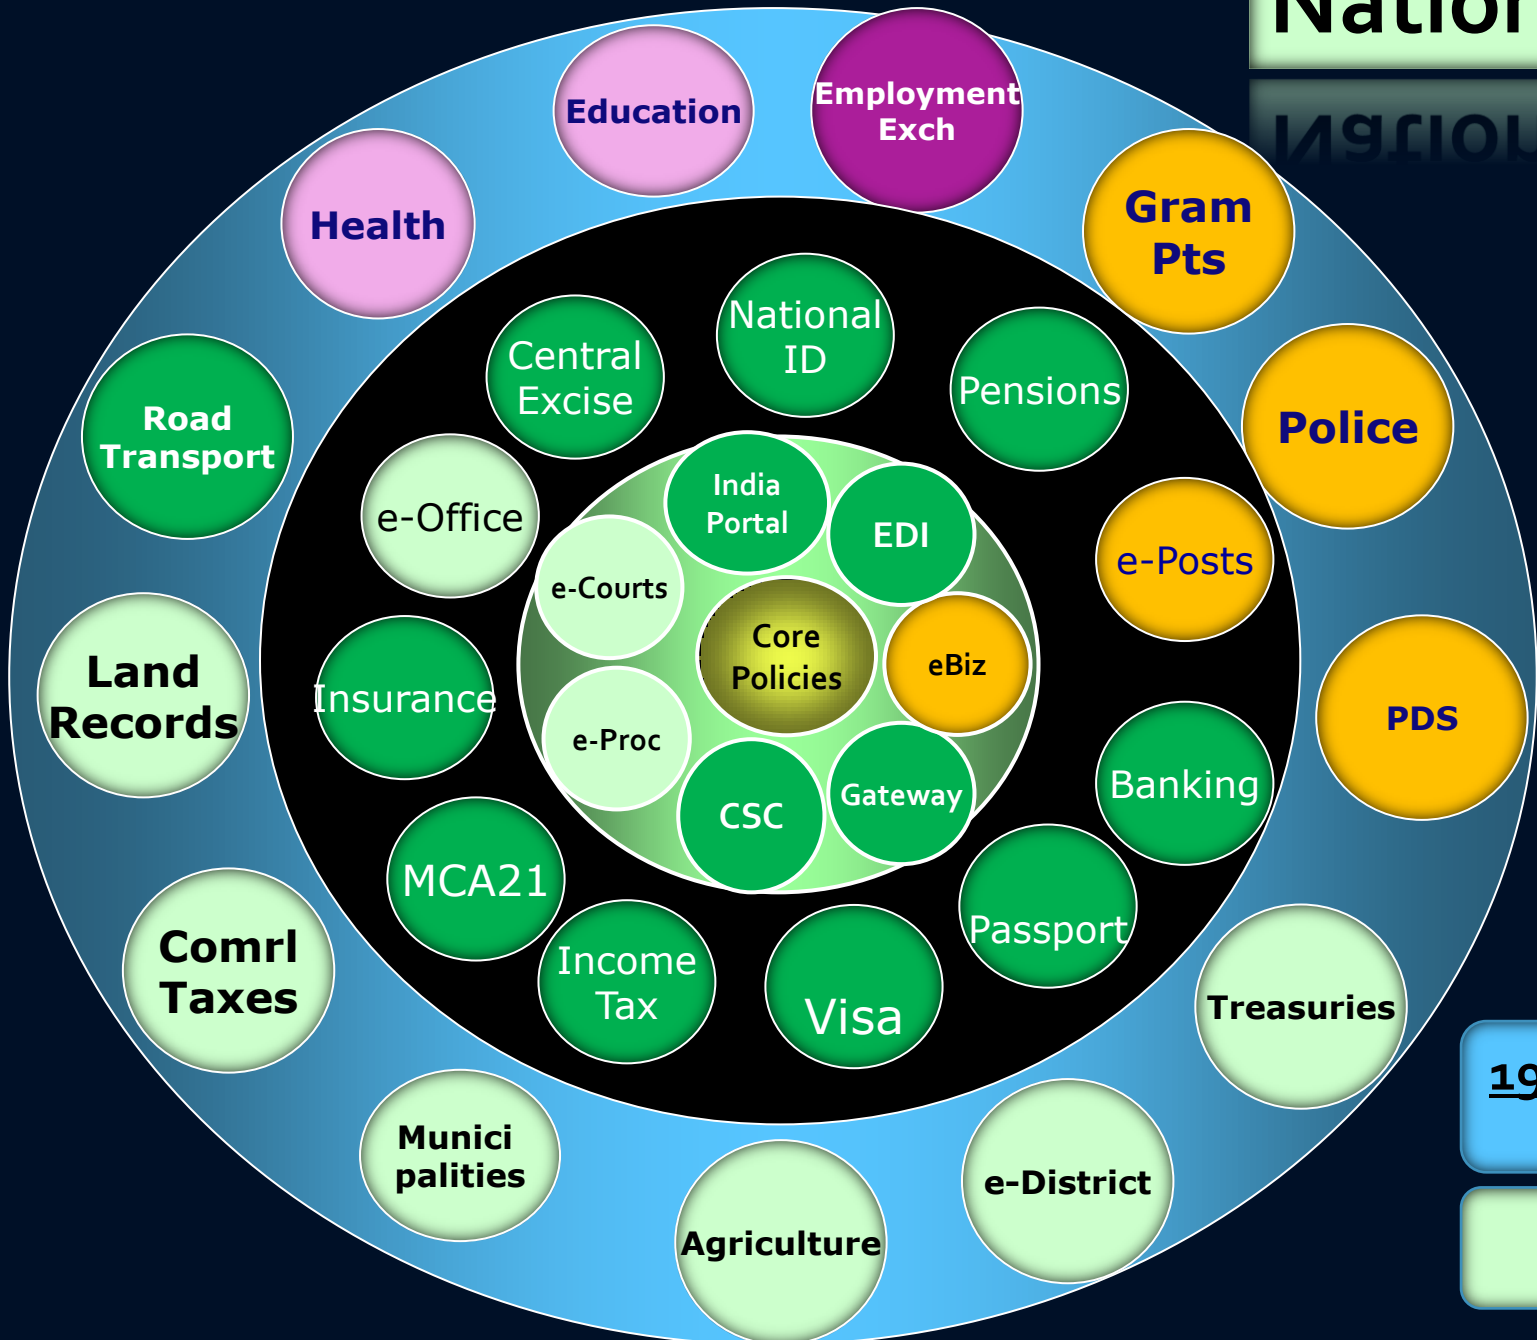 Nation
Education
Employment
Exch
Health
Gram
Pts
Road
Transport
Police
Land
Records
PDS
Comrl
Taxes
Treasuries
Munici
palities
e-District
Agriculture
National
ID
Central
Excise
Pensions
e-Office
e-Posts
Insurance
Banking
MCA21
Passport
Income
Tax
Visa
India
Portal
EDI
e-Courts
eBiz
e-Proc
Gateway
CSC
Core
Policies
19